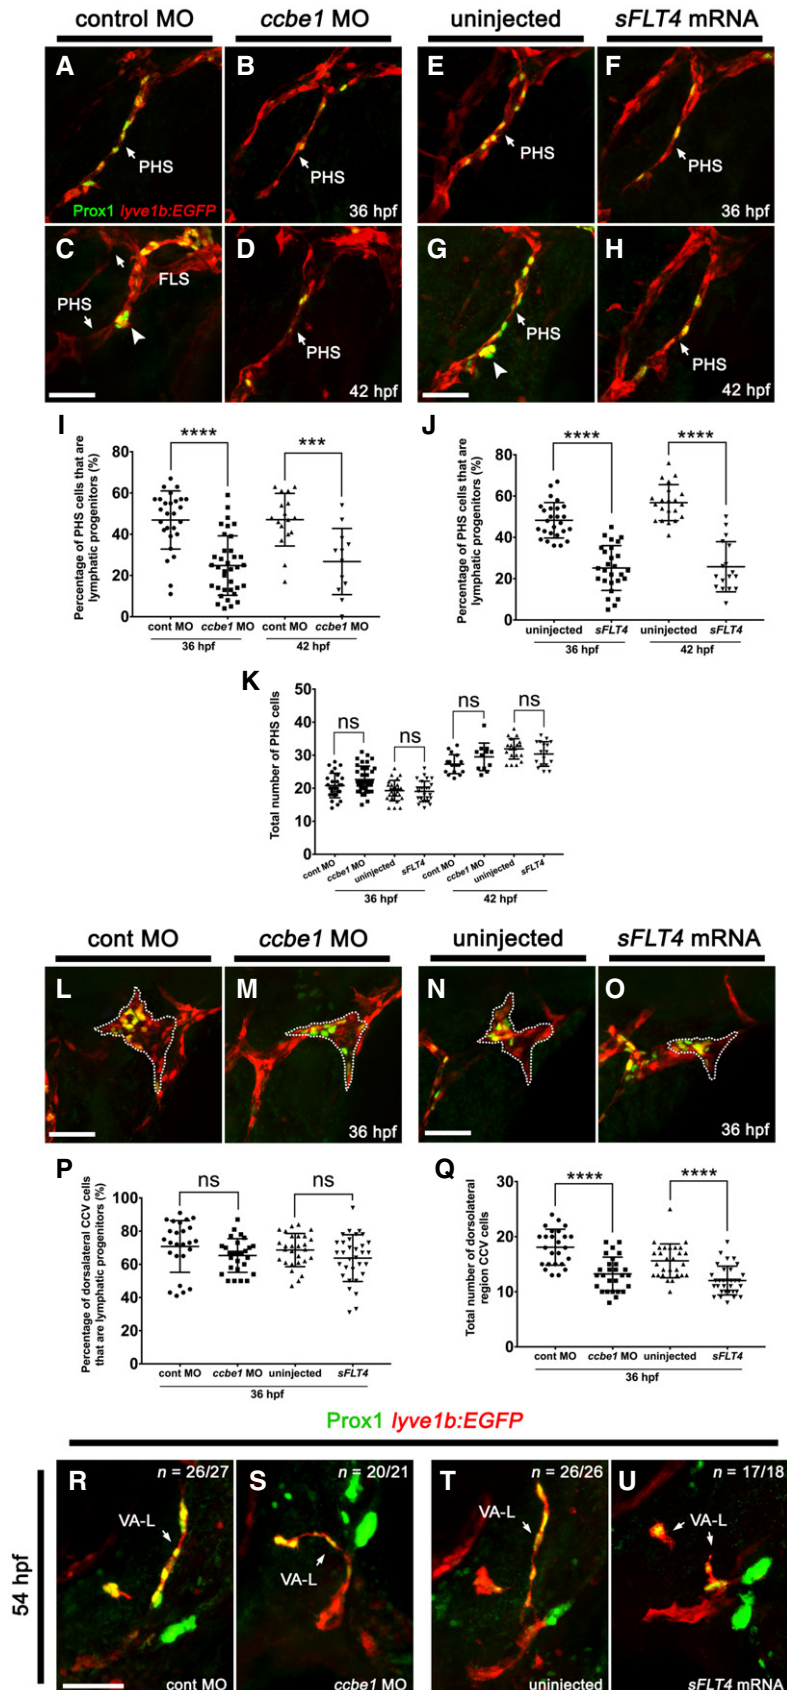 control MO ccbe1 MO uninjected sFLT4 mRNA
A B E F
PHS PHS PHS PHS
Prox1 lyve1b:EGFP 36 hpf 36 hpf
C D G H
FLS
PHS PHS PHS PHS
42 hpf 42 hpf
I
Percentage of PHS cells that are
lymphatic progenitors (%)
80
60
40
20
0
**** ***
cont MO ccbe1 MO cont MO ccbe1 MO
36 hpf 42 hpf
J
Percentage of PHS cells that are
lymphatic progenitors (%)
80
60
40
20
0
**** ****
uninjected sFLT4 uninjected sFLT4
36 hpf 42 hpf
K
Total number of PHS cells
50
40
30
20
10
0
ns ns ns ns
cont MO ccbe1 MO uninjected sFLT4 cont MO ccbe1 MO uninjected sFLT4
36 hpf 42 hpf
cont MO ccbe1 MO uninjected sFLT4 mRNA
L M N O
36 hpf 36 hpf
P
Percentage of dorsolateral CCV cells
that are lymphatic progenitors (%)
100
80
60
40
20
0
ns ns
cont MO ccbe1 MO uninjected sFLT4
36 hpf
Q
Total number of dorsolateral
region CCV cells
30
20
10
0
**** ****
cont MO ccbe1 MO uninjected sFLT4
36 hpf
Prox1 lyve1b:EGFP
54 hpf
R n = 26/27 S n = 20/21 T n = 26/26 U n = 17/18
VA-L VA-L VA-L VA-L
cont MO ccbe1 MO uninjected sFLT4 mRNA